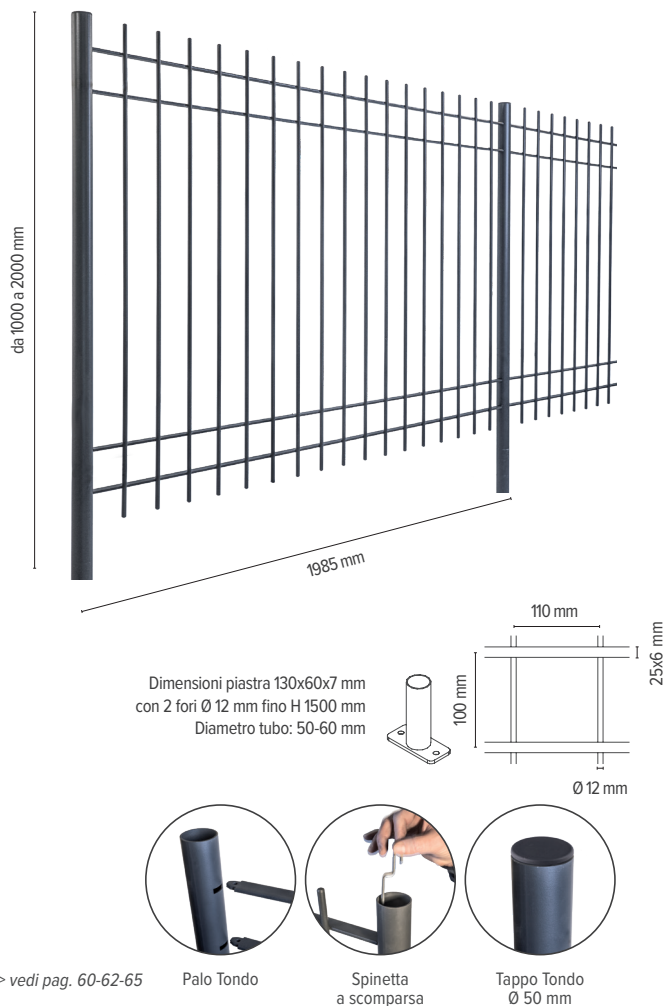 da 1000 a 2000 mm
1985 mm
110 mm
25x6 mm
100 mm
Ø 12 mm
Dimensioni piastra 130x60x7 mm
con 2 fori Ø 12 mm fino H 1500 mm
Diametro tubo: 50-60 mm
> vedi pag. 60-62-65
Palo Tondo
Spinetta
a scomparsa
Tappo Tondo
Ø 50 mm